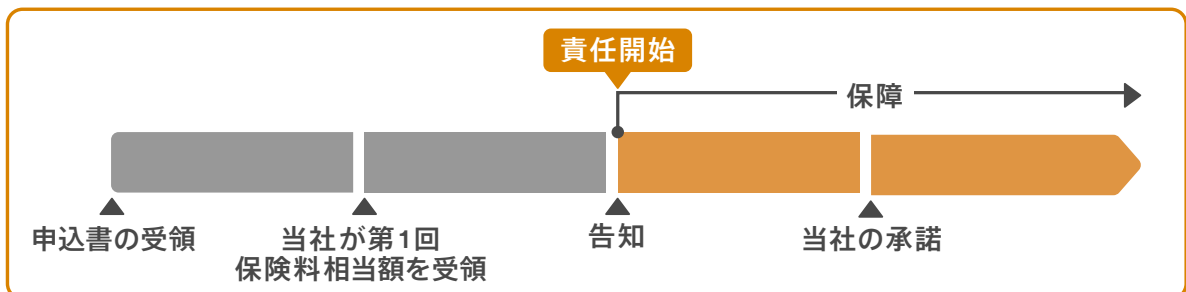 責任開始
保障
申込書の受領
当社が第1回
保険料相当額を受領
告知
当社の承諾